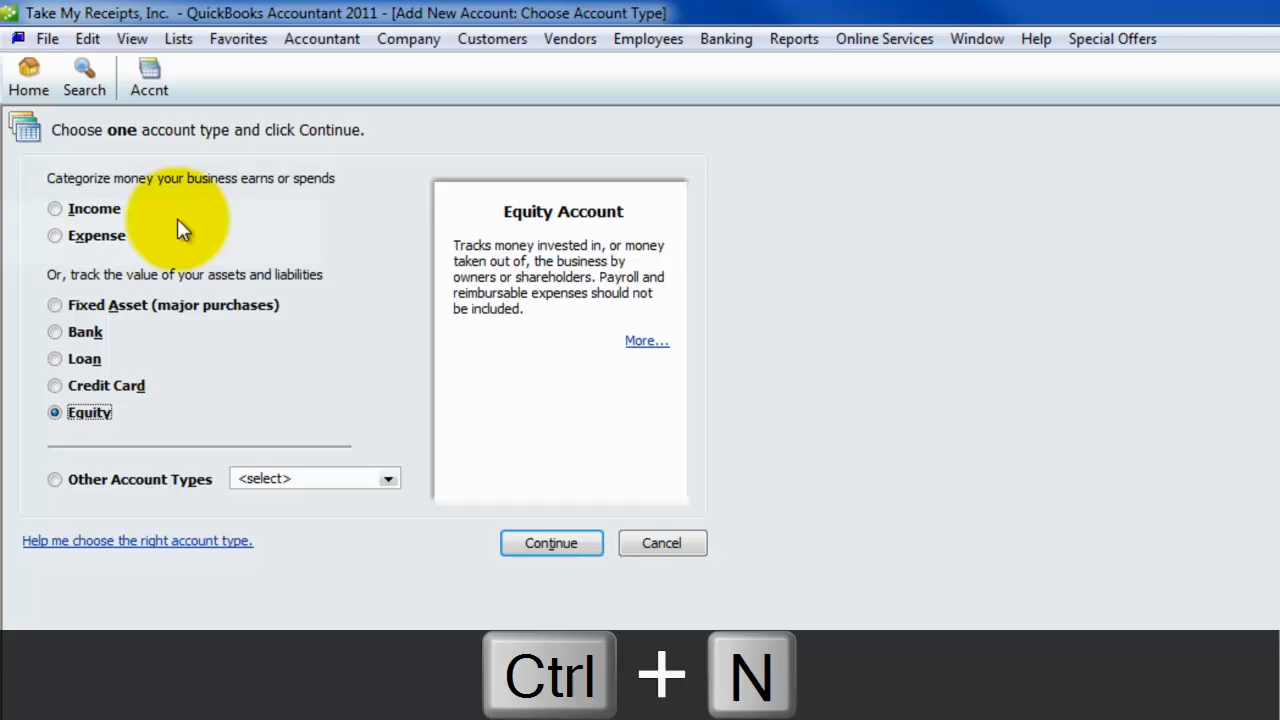 Take My Receipts, Inc. - QuickBooks Accountant 2011 - [Add New Account: Choose Account Type]
File Edit View Lists Favorites Accountant Company Customers Vendors Employees Banking Reports Online Services Window Help Special Offers
Home Search Accnt
Choose one account type and click Continue.
Categorize money your business earns or spends
Income
Expense
Or, track the value of your assets and liabilities
Fixed Asset (major purchases)
Bank
Loan
Credit Card
Equity
Other Account Types <select>
Equity Account
Tracks money invested in, or money
taken out of, the business by
owners or shareholders. Payroll and
reimbursable expenses should not
be included.
More...
Help me choose the right account type.
Continue Cancel
Ctrl + N